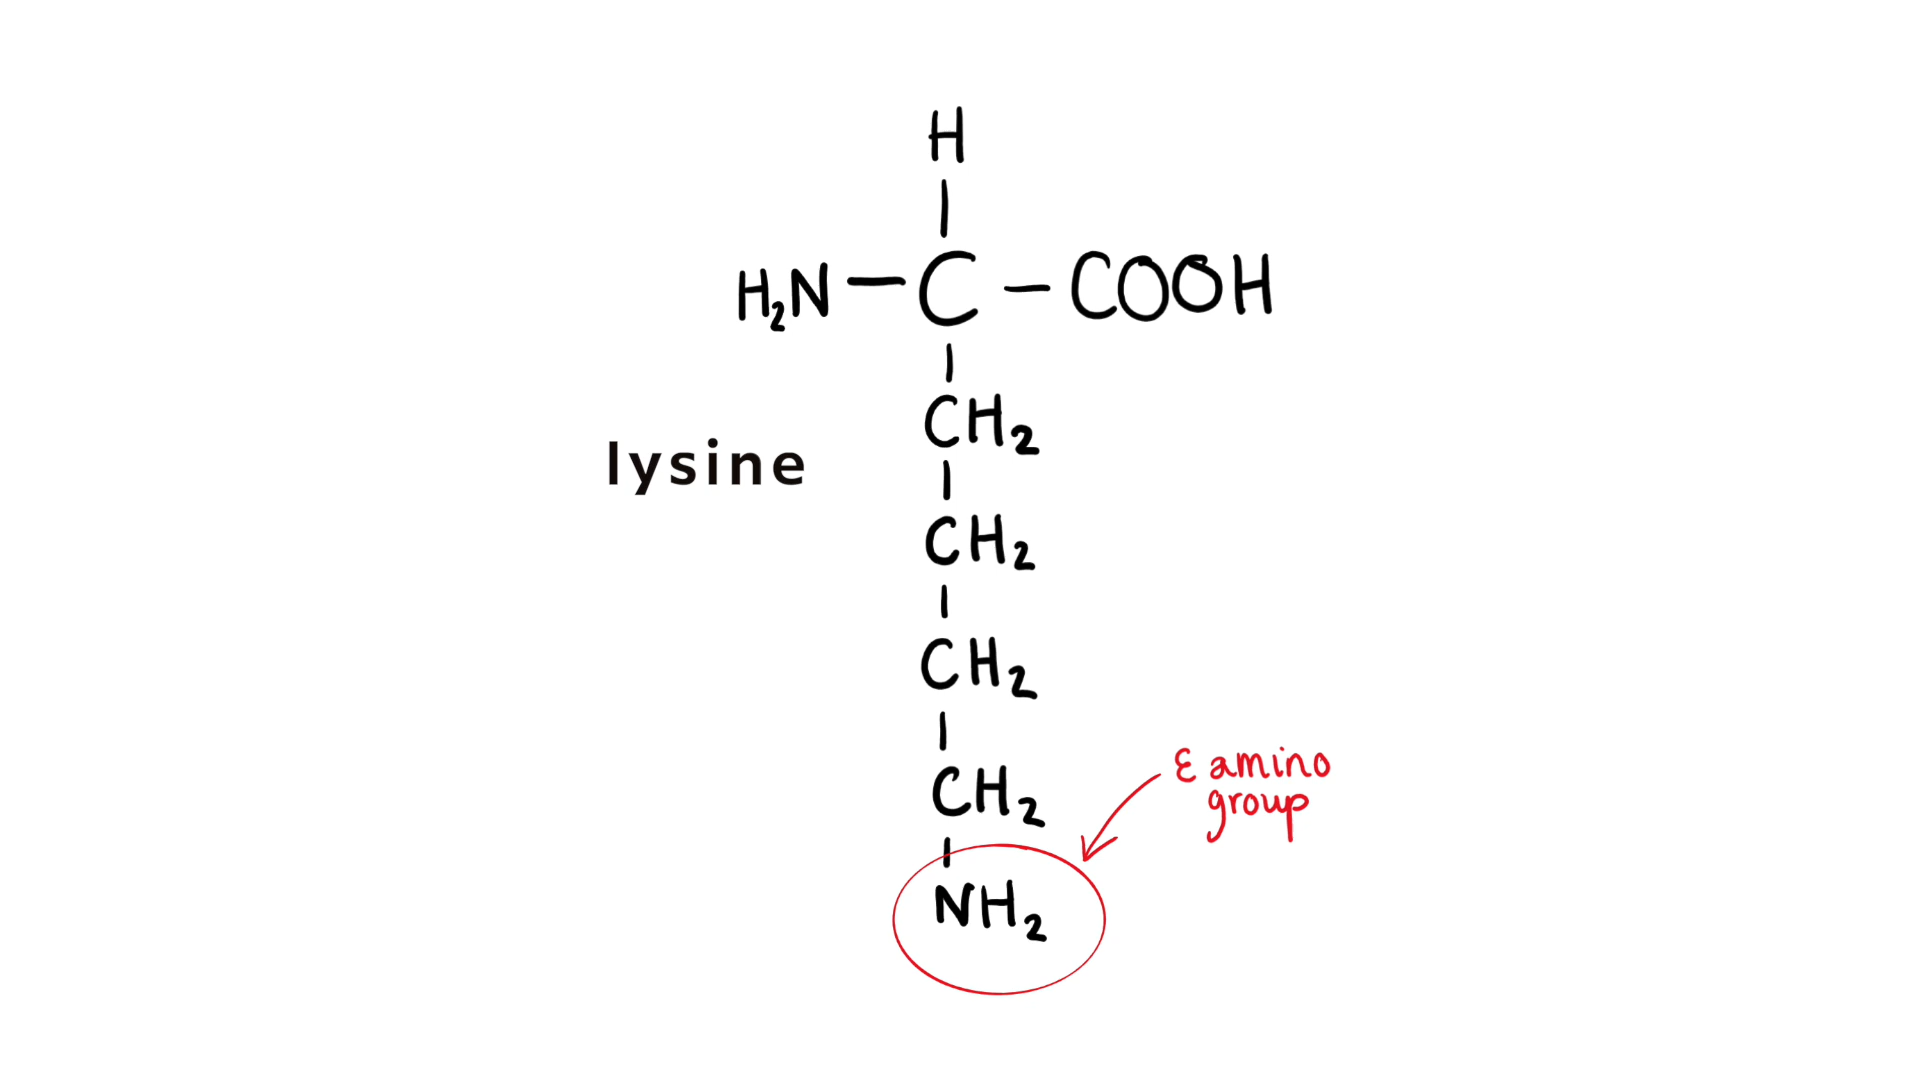 H
H₂N – C – COOH
CH₂
lysine
CH₂
CH₂
ε amino
group
CH₂
NH₂